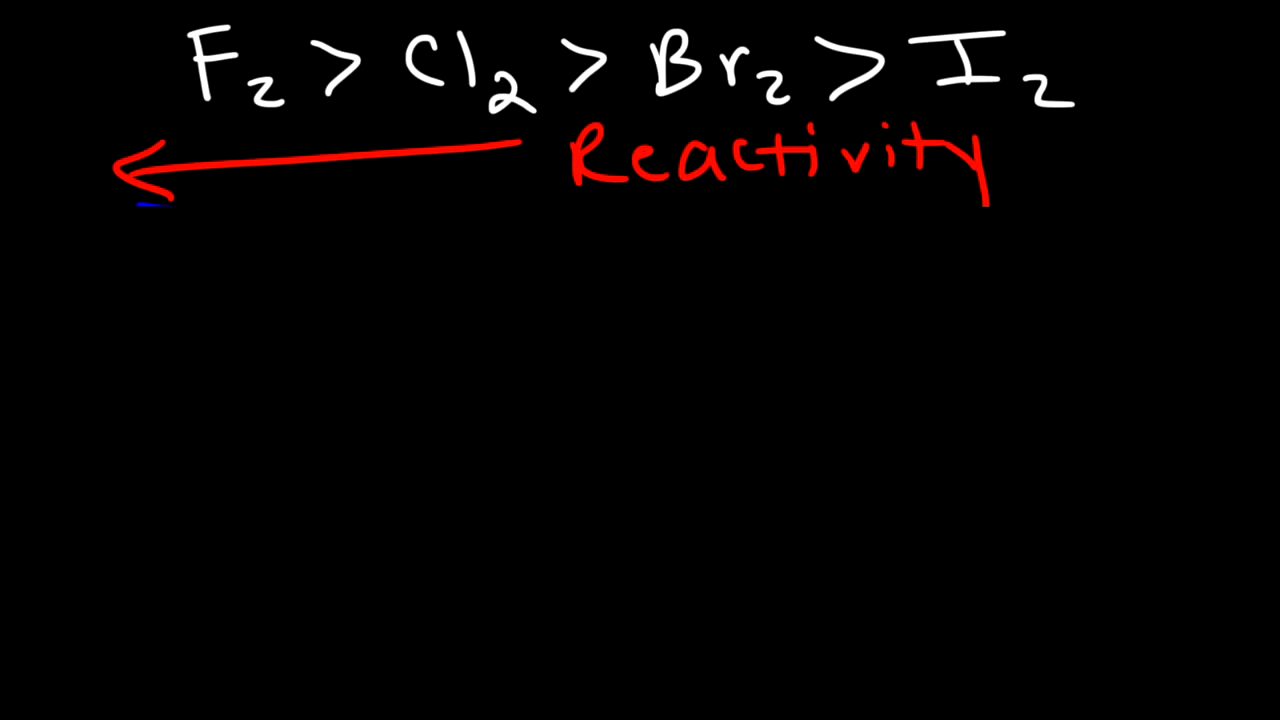 F₂ > Cl₂ > Br₂ > I₂
Reactivity